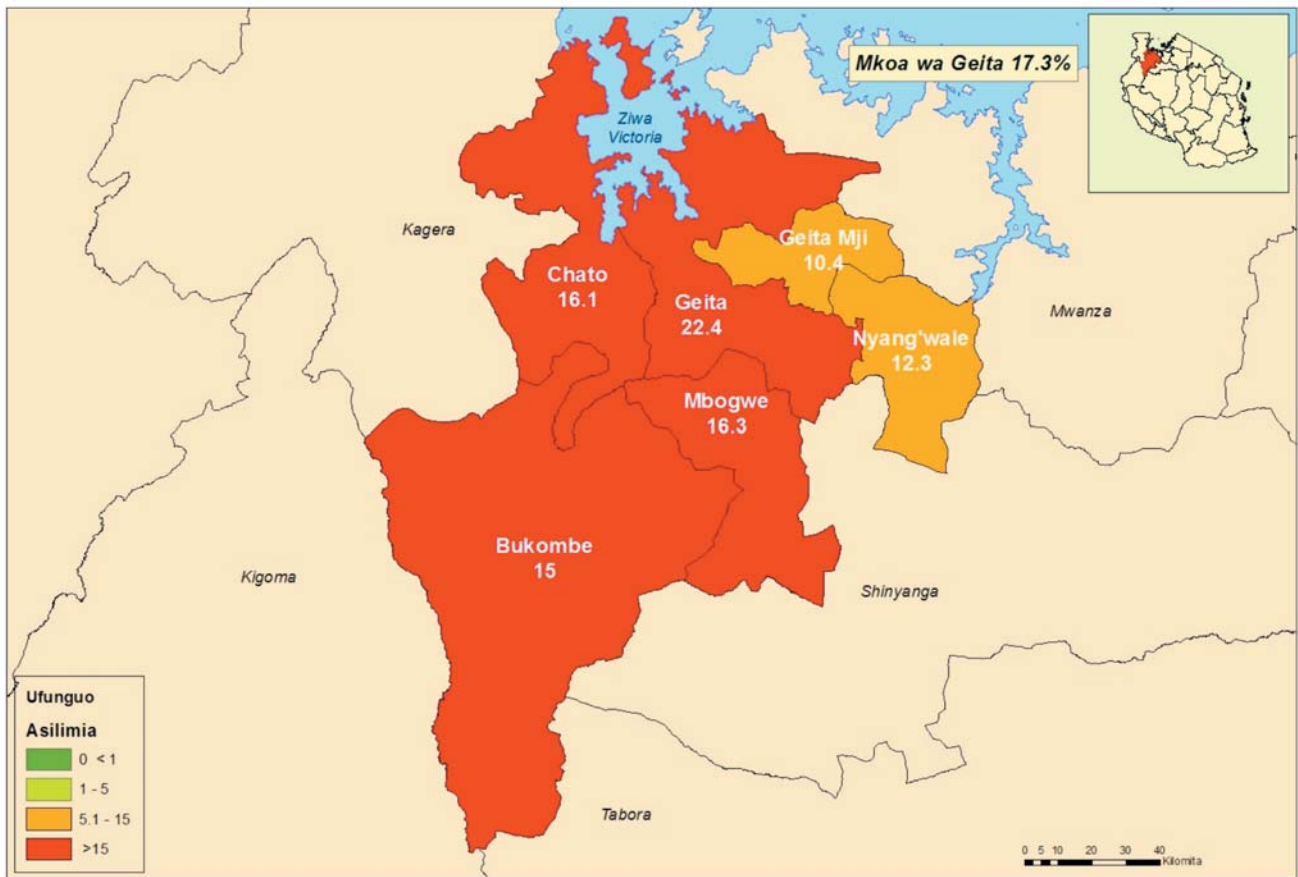 Mkoa wa Geita 17.3%
Ziwa
Victoria
Kagera
Geita Mji
10.4
Chato
16.1
Geita
22.4
Mwanza
Nyang'wale
12.3
Mbogwe
16.3
Bukombe
15
Kigoma
Shinyanga
Tabora
Ufunguo
Asilimia
0 <1
1 - 5
5.1 - 15
>15
0 5 10 20 30 40
Kilomita